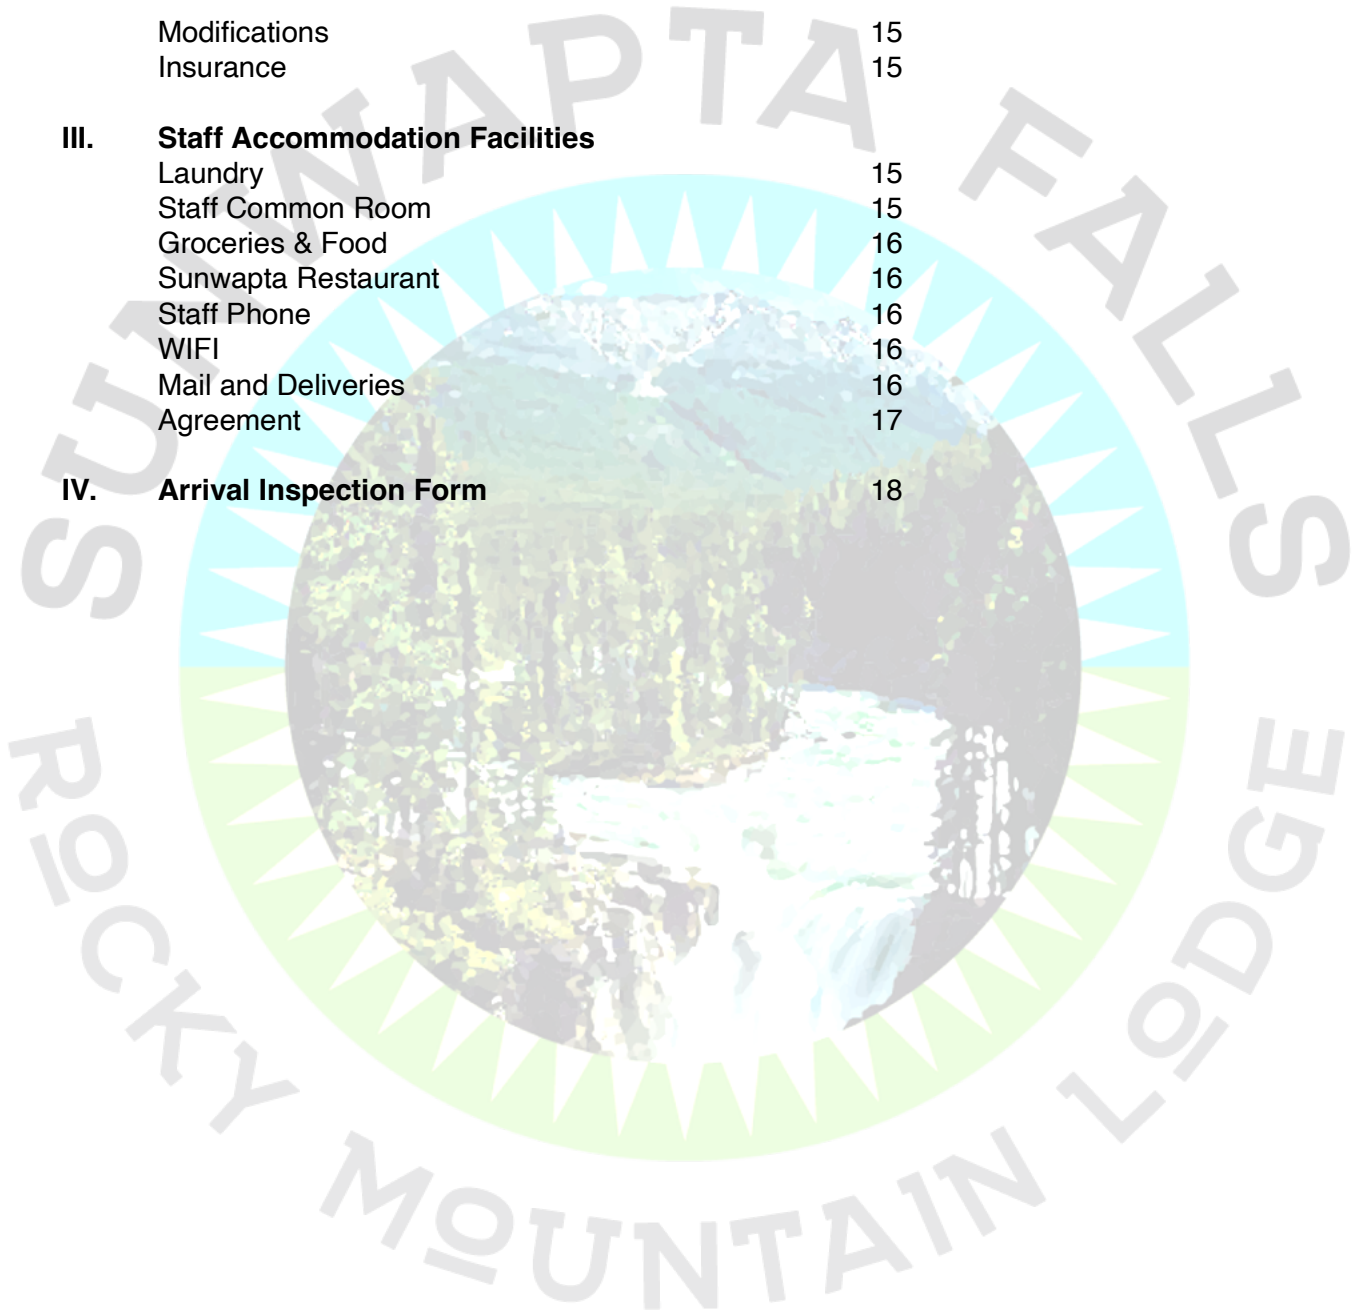 Modifications 15
Insurance 15
III. Staff Accommodation Facilities
Laundry 15
Staff Common Room 15
Groceries & Food 16
Sunwapta Restaurant 16
Staff Phone 16
WIFI 16
Mail and Deliveries 16
Agreement 17
IV. Arrival Inspection Form 18
SUNWAPTA FALLS
ROCKY MOUNTAIN LODGE